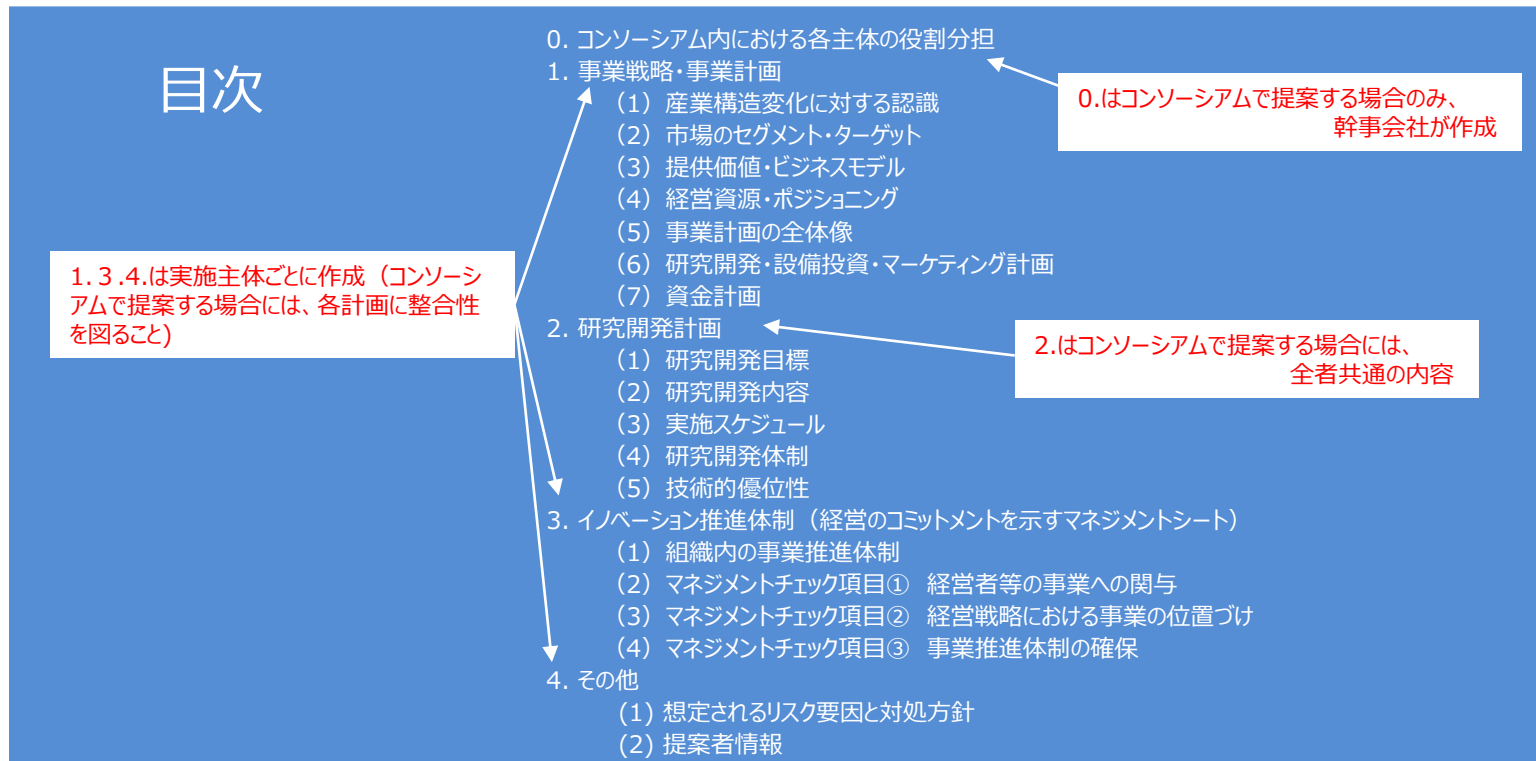 目次
0. コンソーシアム内における各主体の役割分担
1. 事業戦略・事業計画
（1）産業構造変化に対する認識
（2）市場のセグメント・ターゲット
（3）提供価値・ビジネスモデル
（4）経営資源・ポジショニング
（5）事業計画の全体像
（6）研究開発・設備投資・マーケティング計画
（7）資金計画
2. 研究開発計画
（1）研究開発目標
（2）研究開発内容
（3）実施スケジュール
（4）研究開発体制
（5）技術的優位性
3. イノベーション推進体制（経営のコミットメントを示すマネジメントシート）
（1）組織内の事業推進体制
（2）マネジメントチェック項目① 経営者等の事業への関与
（3）マネジメントチェック項目② 経営戦略における事業の位置づけ
（4）マネジメントチェック項目③ 事業推進体制の確保
4. その他
(1) 想定されるリスク要因と対処方針
(2) 提案者情報
0.はコンソーシアムで提案する場合のみ、
幹事会社が作成
1.３.4.は実施主体ごとに作成（コンソーシ
アムで提案する場合には、各計画に整合性
を図ること)
2.はコンソーシアムで提案する場合には、
全者共通の内容